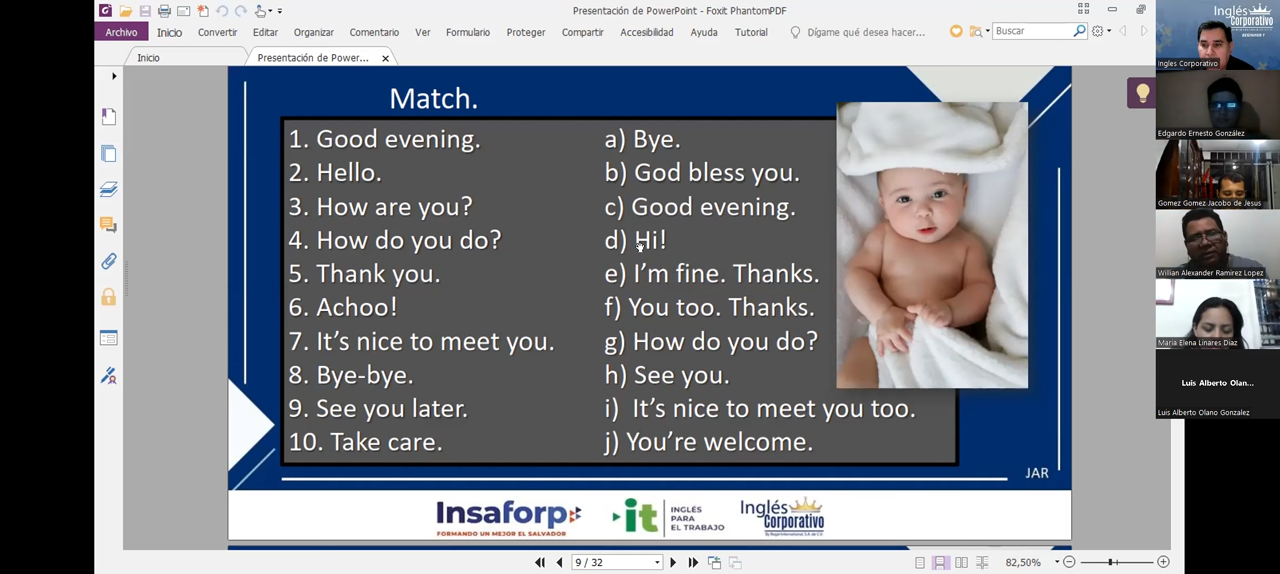 Presentación de PowerPoint - Foxit PhantomPDF
Archivo Inicio Convertir Editar Organizar Comentario Ver Formulario Proteger Compartir Accesibilidad Ayuda Tutorial Dígame qué desea hacer... Buscar
Inicio Presentación de Power...
Match.
1. Good evening. a) Bye.
2. Hello. b) God bless you.
3. How are you? c) Good evening.
4. How do you do? d) Hi!
5. Thank you. e) I'm fine. Thanks.
6. Achoo! f) You too. Thanks.
7. It's nice to meet you. g) How do you do?
8. Bye-bye. h) See you.
9. See you later. i) It's nice to meet you too.
10. Take care. j) You're welcome.
JAR
Insaforp
FORMANDO UN MEJOR EL SALVADOR
it INGLÉS
PARA
EL TRABAJO
Inglés
Corporativo
9 / 32
82,50%
Inglés
Corporativo
Ingles Corporativo
Edgardo Ernesto González
Gomez Gomez Jacobo de Jesus
Willian Alexander Ramirez Lopez
Maria Elena Linares Diaz
Luis Alberto Olan...
Luis Alberto Olano Gonzalez